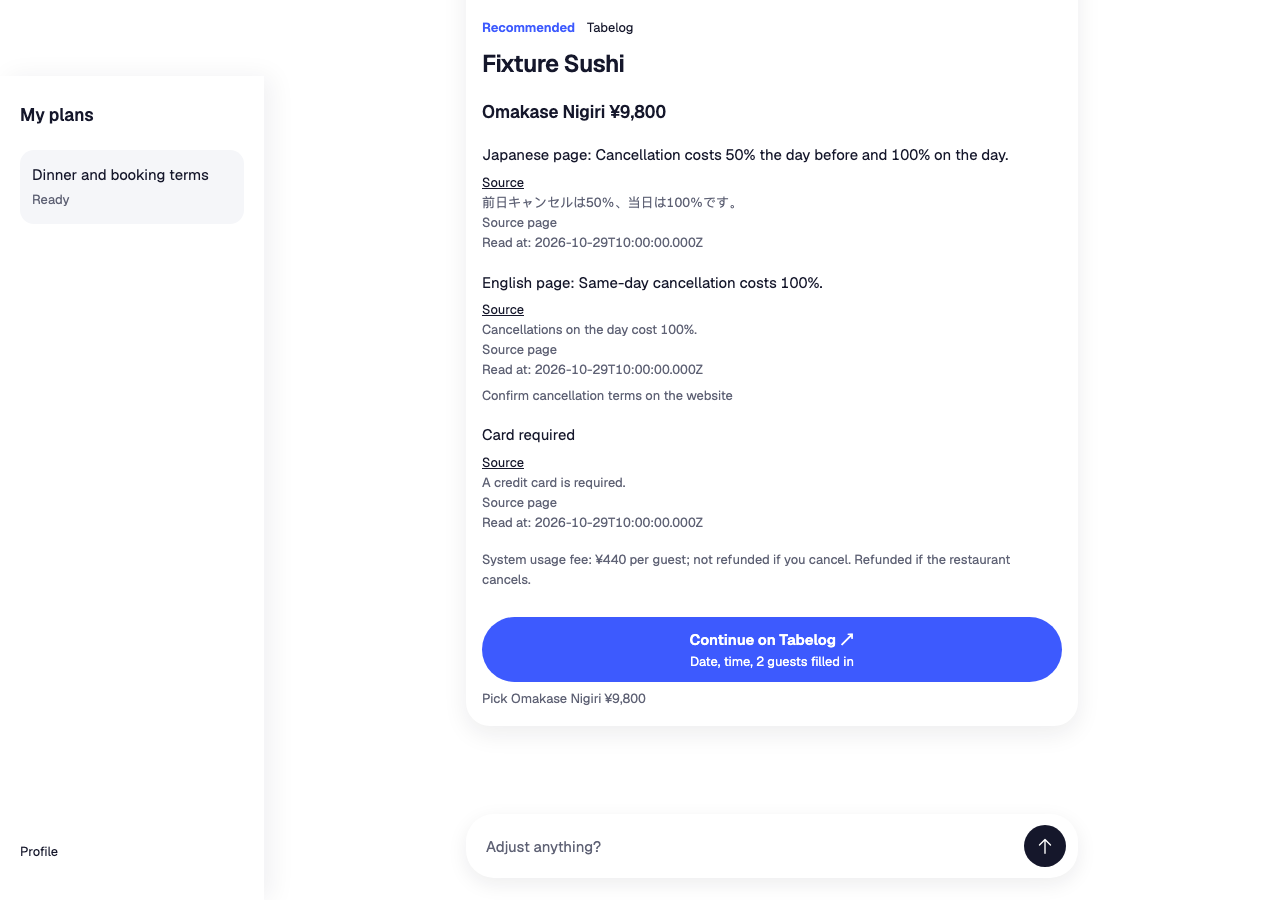 Recommended Tabelog
Fixture Sushi
Omakase Nigiri ¥9,800
Japanese page: Cancellation costs 50% the day before and 100% on the day.
Source
前日キャンセルは50%、当日は100%です。
Source page
Read at: 2026-10-29T10:00:00.000Z
English page: Same-day cancellation costs 100%.
Source
Cancellations on the day cost 100%.
Source page
Read at: 2026-10-29T10:00:00.000Z
Confirm cancellation terms on the website
Card required
Source
A credit card is required.
Source page
Read at: 2026-10-29T10:00:00.000Z
System usage fee: ¥440 per guest; not refunded if you cancel. Refunded if the restaurant
cancels.
Continue on Tabelog ↗
Date, time, 2 guests filled in
Pick Omakase Nigiri ¥9,800
Adjust anything?
My plans
Dinner and booking terms
Ready
Profile